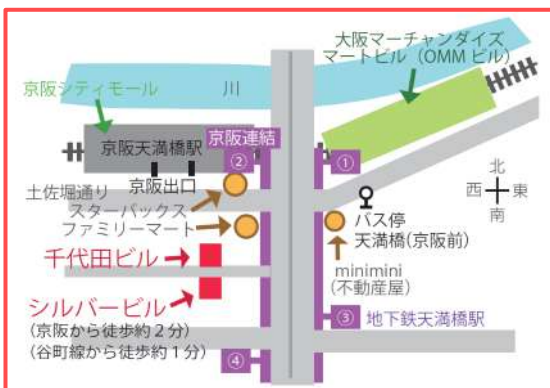 大阪マーチャンダイズ
マートビル（OMM ビル）
京阪シティモール
川
京阪連結
京阪天満橋駅
②
①
京阪出口
北
西
東
南
土佐堀通り
スターバックス
ファミリーマート
バス停
天満橋(京阪前)
千代田ビル
minimini
(不動産屋)
シルバービル
③
地下鉄天満橋駅
(京阪から徒歩約２分)
(谷町線から徒歩約１分)
④